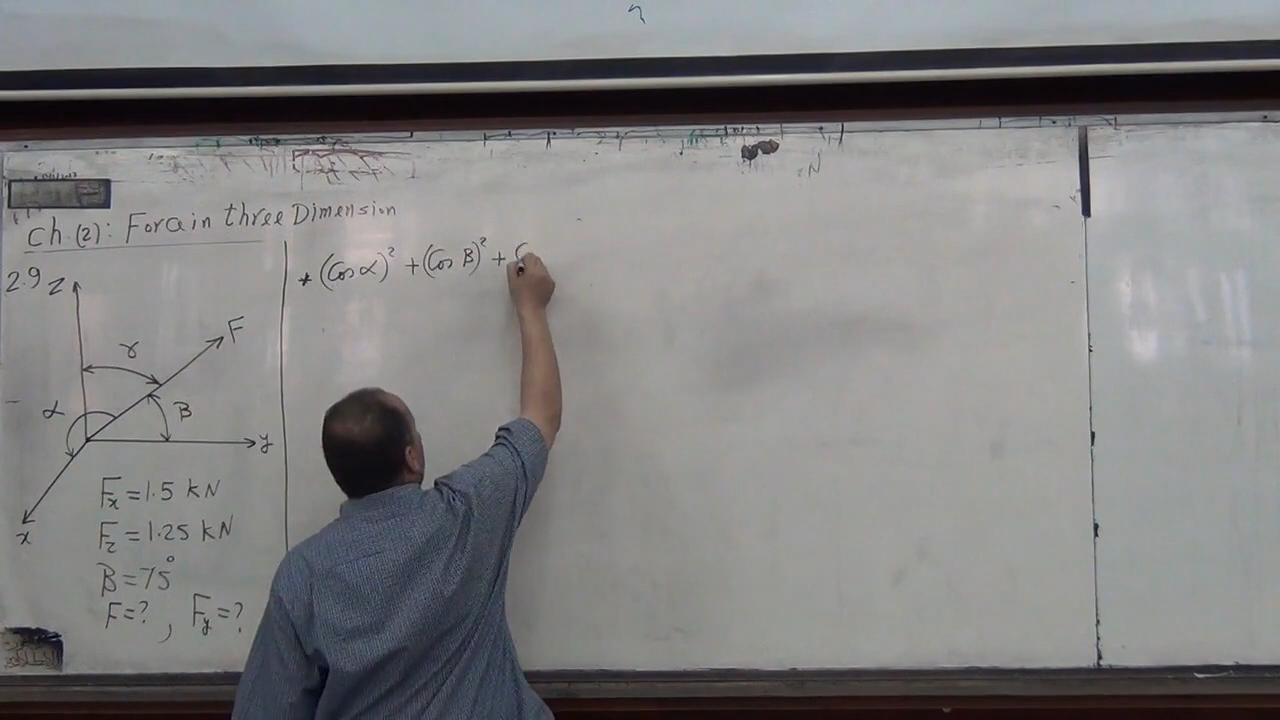 Ch.(2): Force in three Dimension
2.9
Z
F
γ
α
B
y
x
Fx = 1.5 kN
Fz = 1.25 kN
B = 75°
F = ? , Fy = ?
* (Cos α)² + (Cos B)² + C
N